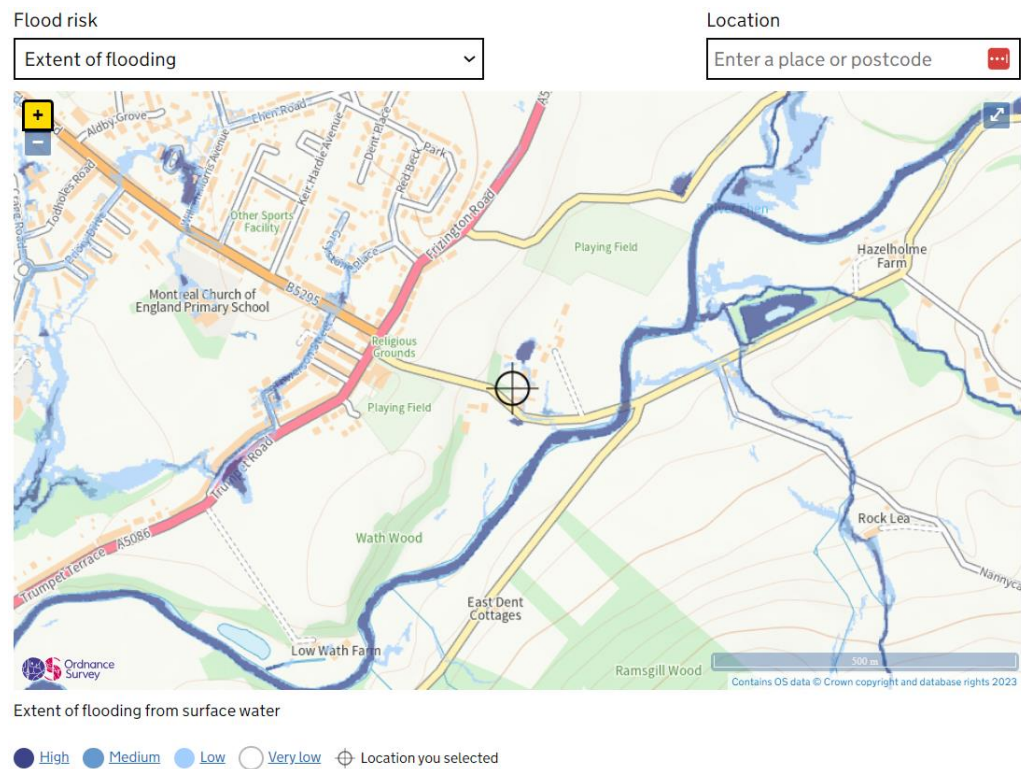 Flood risk
Location
Extent of flooding
Enter a place or postcode
+
−
Aldby Grove
Ehen Road
Todholes Road
Keir Hardie Avenue
Dent Place
Red Beck
Park
Frizington Road
Other Sports
Facility
Place
Playing Field
Hazelholme
Farm
Montreal Church of
England Primary School
B5295
Religious
Grounds
Playing Field
Trumpet Road
Rock Lea
Wath Wood
Trumpet Terrace
A5086
East Dent
Cottages
Low Wath Farm
Ramsgill Wood
Ordnance
Survey
500 m
Contains OS data © Crown copyright and database rights 2023
Extent of flooding from surface water
High
Medium
Low
Very low
Location you selected